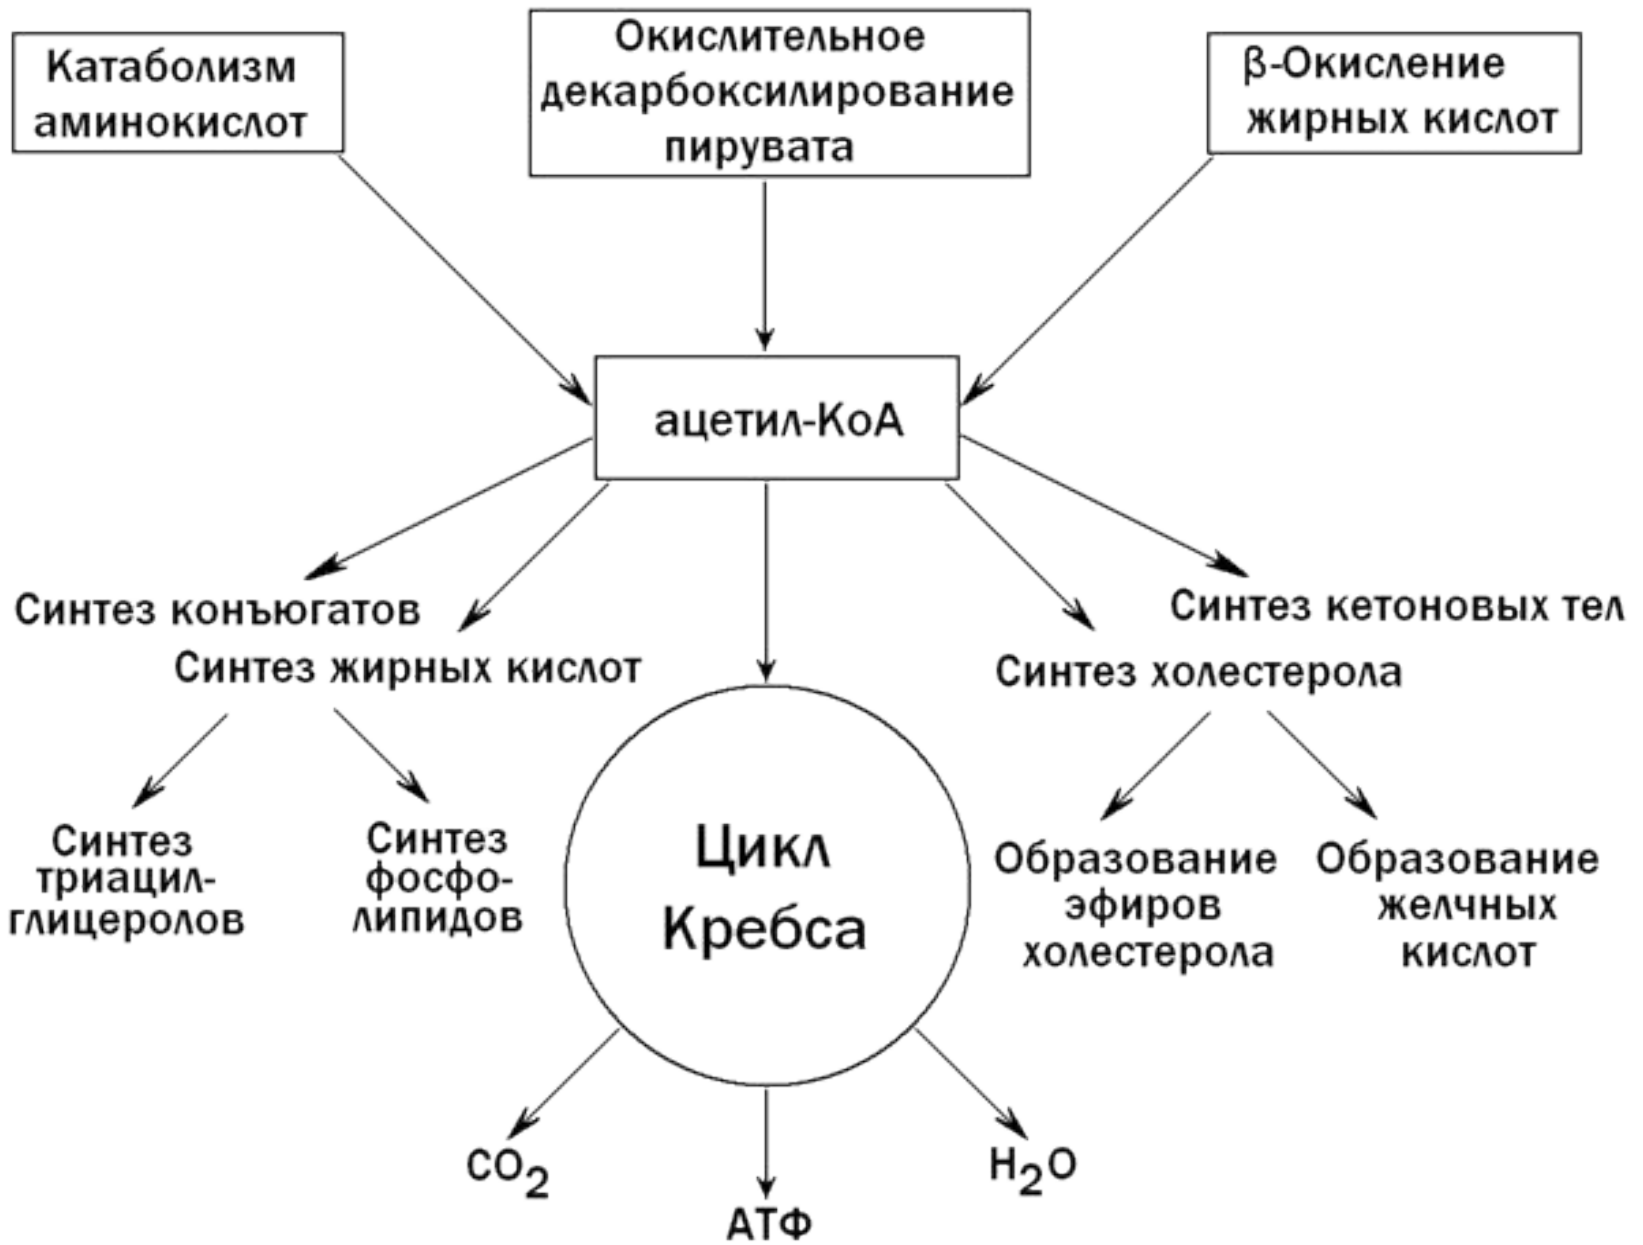 Катаболизм
аминокислот
Окислительное
декарбоксилирование
пирувата
β-Окисление
жирных кислот
ацетил-КоА
Синтез конъюгатов
Синтез жирных кислот
Синтез кетоновых тел
Синтез холестерола
Синтез
триацил-
глицеролов
Синтез
фосфо-
липидов
Цикл
Кребса
Образование
эфиров
холестерола
Образование
желчных
кислот
CO2
АТФ
H2O